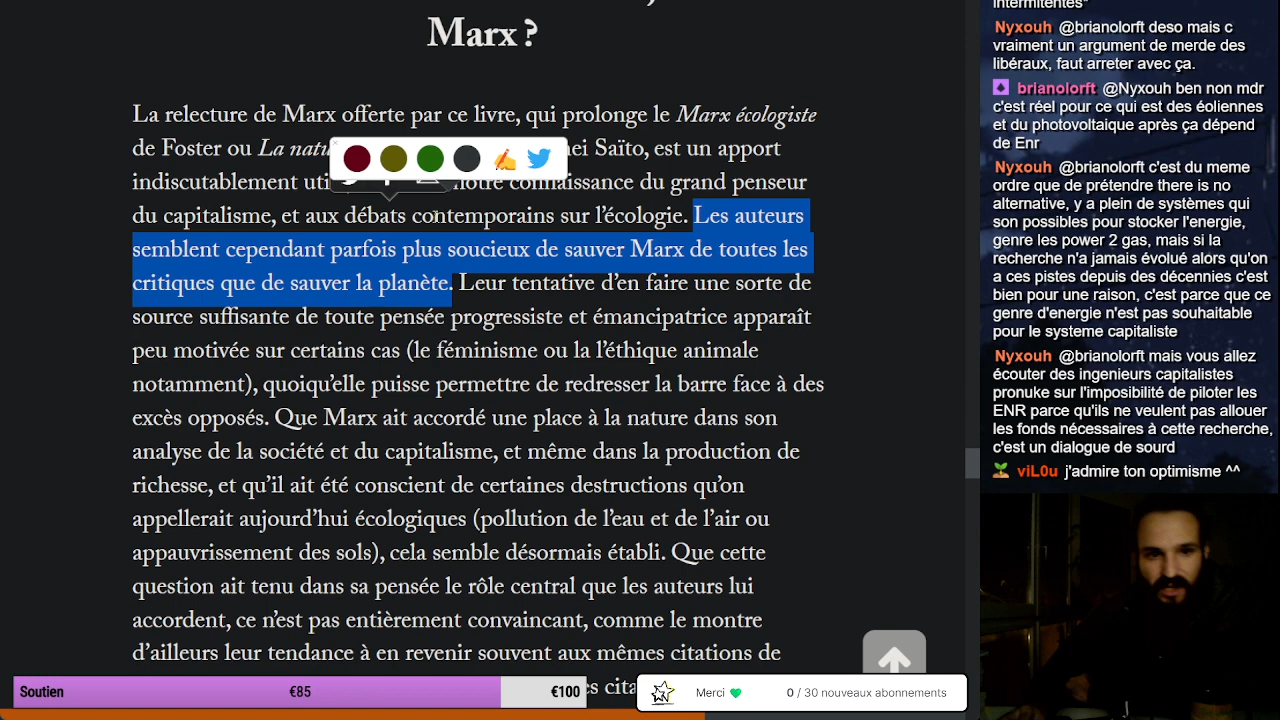 Marx ?
La relecture de Marx offerte par ce livre, qui prolonge le Marx écologiste
de Foster ou La natu hei Saïto, est un apport
indiscutablement uti notre connaissance du grand penseur
du capitalisme, et aux débats contemporains sur l’écologie. Les auteurs
semblent cependant parfois plus soucieux de sauver Marx de toutes les
critiques que de sauver la planète. Leur tentative d’en faire une sorte de
source suffisante de toute pensée progressiste et émancipatrice apparaît
peu motivée sur certains cas (le féminisme ou la l’éthique animale
notamment), quoiqu’elle puisse permettre de redresser la barre face à des
excès opposés. Que Marx ait accordé une place à la nature dans son
analyse de la société et du capitalisme, et même dans la production de
richesse, et qu’il ait été conscient de certaines destructions qu’on
appellerait aujourd’hui écologiques (pollution de l’eau et de l’air ou
appauvrissement des sols), cela semble désormais établi. Que cette
question ait tenu dans sa pensée le rôle central que les auteurs lui
accordent, ce n’est pas entièrement convaincant, comme le montre
d’ailleurs leur tendance à en revenir souvent aux mêmes citations de
Soutien €85 €100
Merci 0 / 30 nouveaux abonnements
intermitentes"
Nyxouh @brianolorft deso mais c
vraiment un argument de merde des
libéraux, faut arreter avec ça.
brianolorft @Nyxouh ben non mdr
c'est réel pour ce qui est des éoliennes
et du photovoltaique après ça dépend
de Enr
Nyxouh @brianolorft c'est du meme
ordre que de prétendre there is no
alternative, y a plein de systèmes qui
son possibles pour stocker l'energie,
genre les power 2 gas, mais si la
recherche n'a jamais évolué alors qu'on
a ces pistes depuis des décennies c'est
bien pour une raison, c'est parce que ce
genre d'energie n'est pas souhaitable
pour le systeme capitaliste
Nyxouh @brianolorft mais vous allez
écouter des ingenieurs capitalistes
pronuke sur l'imposibilité de piloter les
ENR parce qu'ils ne veulent pas allouer
les fonds nécessaires à cette recherche,
c'est un dialogue de sourd
viL0u j'admire ton optimisme ^^